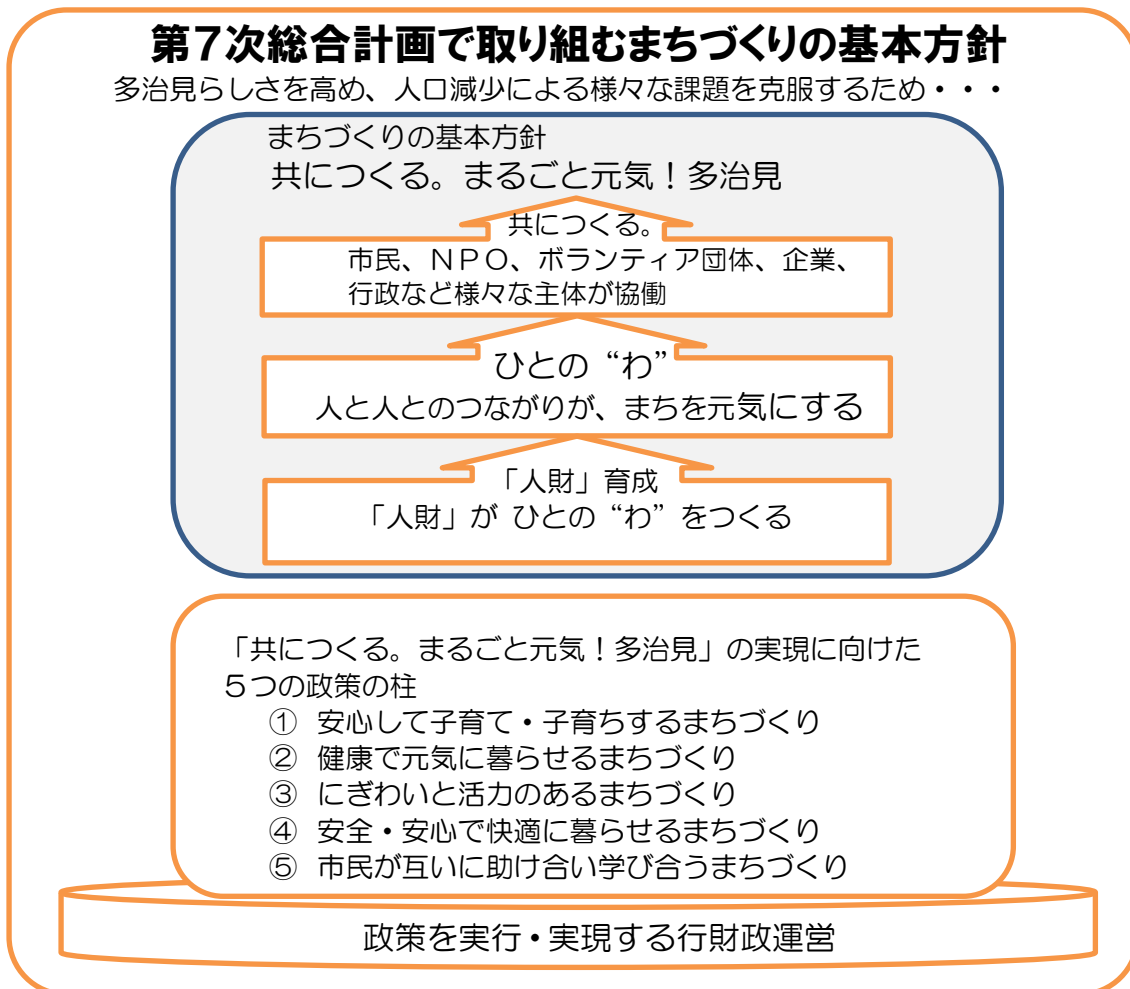 第7次総合計画で取り組むまちづくりの基本方針
多治見らしさを高め、人口減少による様々な課題を克服するため・・・
まちづくりの基本方針
共につくる。まるごと元気！多治見
共につくる。
市民、ＮＰＯ、ボランティア団体、企業、
行政など様々な主体が協働
ひとの“わ”
人と人とのつながりが、まちを元気にする
「人財」育成
「人財」が ひとの“わ”をつくる
「共につくる。まるごと元気！多治見」の実現に向けた
５つの政策の柱
① 安心して子育て・子育ちするまちづくり
② 健康で元気に暮らせるまちづくり
③ にぎわいと活力のあるまちづくり
④ 安全・安心で快適に暮らせるまちづくり
⑤ 市民が互いに助け合い学び合うまちづくり
政策を実行・実現する行財政運営